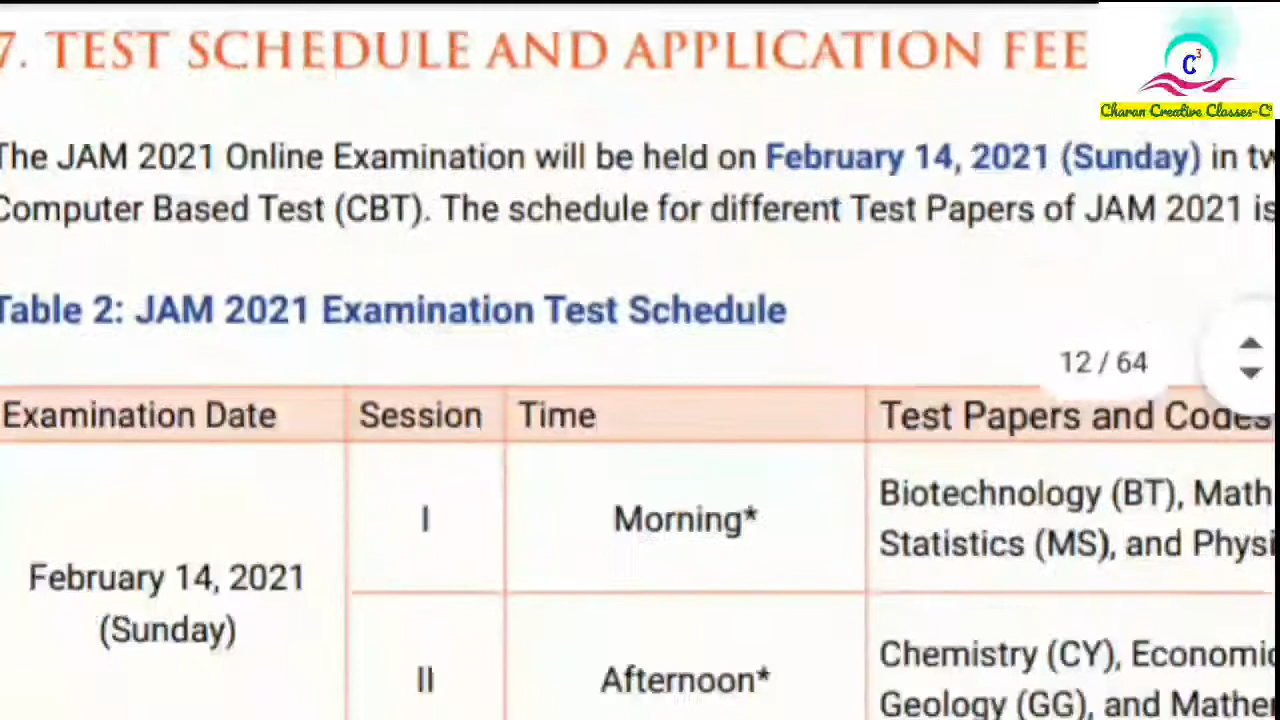 7. TEST SCHEDULE AND APPLICATION FEE
C3
Charan Creative Classes-C
The JAM 2021 Online Examination will be held on February 14, 2021 (Sunday) in
Computer Based Test (CBT). The schedule for different Test Papers of JAM 2021 is
Table 2: JAM 2021 Examination Test Schedule
12 / 64
Examination Date Session Time Test Papers and Codes
February 14, 2021
(Sunday)
I Morning* Biotechnology (BT), Math
Statistics (MS), and Physi
II Afternoon* Chemistry (CY), Economic
Geology (GG), and Mathe